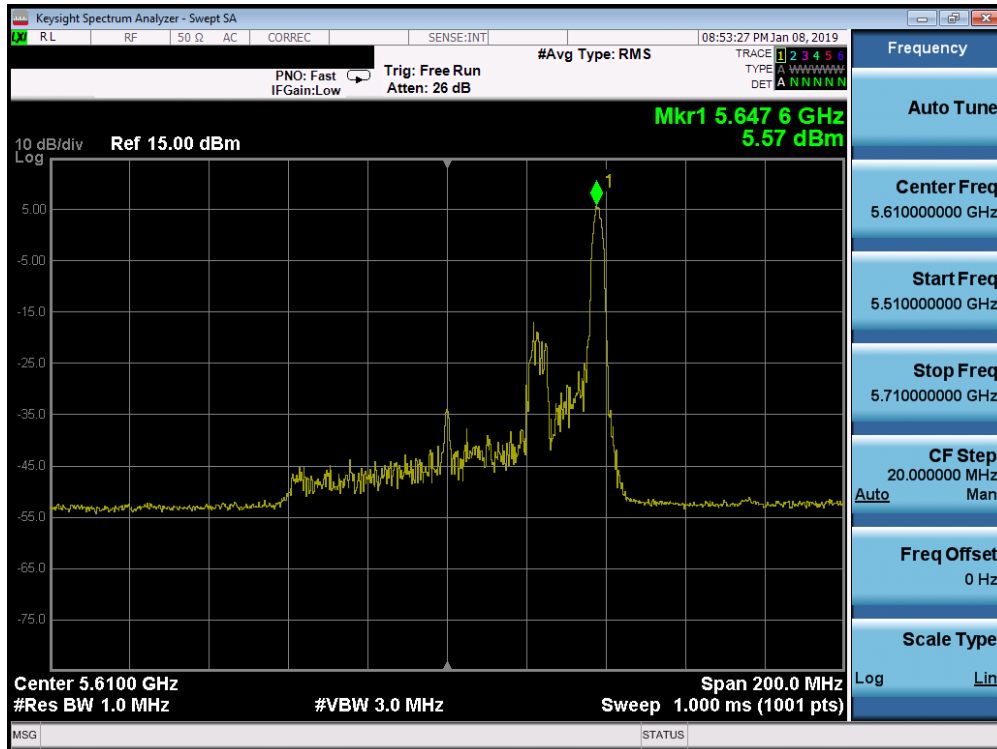 Keysight Spectrum Analyzer - Swept SA
LXI RL RF 50 Ω AC CORREC SENSE:INT 08:53:27 PM Jan 08, 2019
#Avg Type: RMS
TRACE 1 2 3 4 5 6
TYPE A WWWWW
DET A N N N N N
PNO: Fast
IFGain:Low
Trig: Free Run
Atten: 26 dB
Mkr1 5.647 6 GHz
5.57 dBm
10 dB/div
Log
Ref 15.00 dBm
1
5.00
-5.00
-15.0
-25.0
-35.0
-45.0
-55.0
-65.0
-75.0
Center 5.6100 GHz
Span 200.0 MHz
#Res BW 1.0 MHz
#VBW 3.0 MHz
Sweep 1.000 ms (1001 pts)
MSG
STATUS
Frequency
Auto Tune
Center Freq
5.610000000 GHz
Start Freq
5.510000000 GHz
Stop Freq
5.710000000 GHz
CF Step
20.000000 MHz
Auto Man
Freq Offset
0 Hz
Scale Type
Log Lin